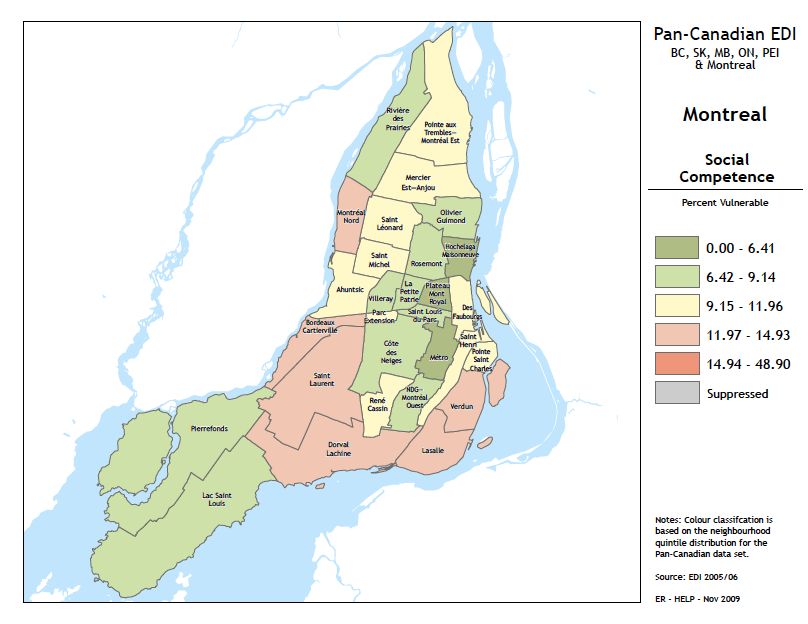 Pan-Canadian EDI
BC, SK, MB, ON, PEI
& Montreal
Montreal
Social
Competence
Percent Vulnerable
0.00 - 6.41
6.42 - 9.14
9.15 - 11.96
11.97 - 14.93
14.94 - 48.90
Suppressed
Notes: Colour classifcation is
based on the neighbourhood
quintile distribution for the
Pan-Canadian data set.
Source: EDI 2005/06
ER - HELP - Nov 2009
Rivière
des
Prairies
Pointe aux
Trembles—
Montréal Est
Mercier
Est—Anjou
Montréal
Nord
Saint
Léonard
Olivier
Guimond
Hochelaga
Maisonneuve
Saint
Michel
Rosemont
Ahuntsic
Villeray
La
Petite
Patrie
Plateau
Mont
Royal
Des
Faubourgs
Parc
Extension
Saint Louis
du Parc
Bordeaux
Cartierville
Côte
des
Neiges
Métro
Saint
Henri
Pointe
Saint
Charles
Saint
Laurent
René
Cassin
NDG—
Montréal
Ouest
Verdun
Pierrefonds
Dorval
Lachine
Lasalle
Lac Saint
Louis